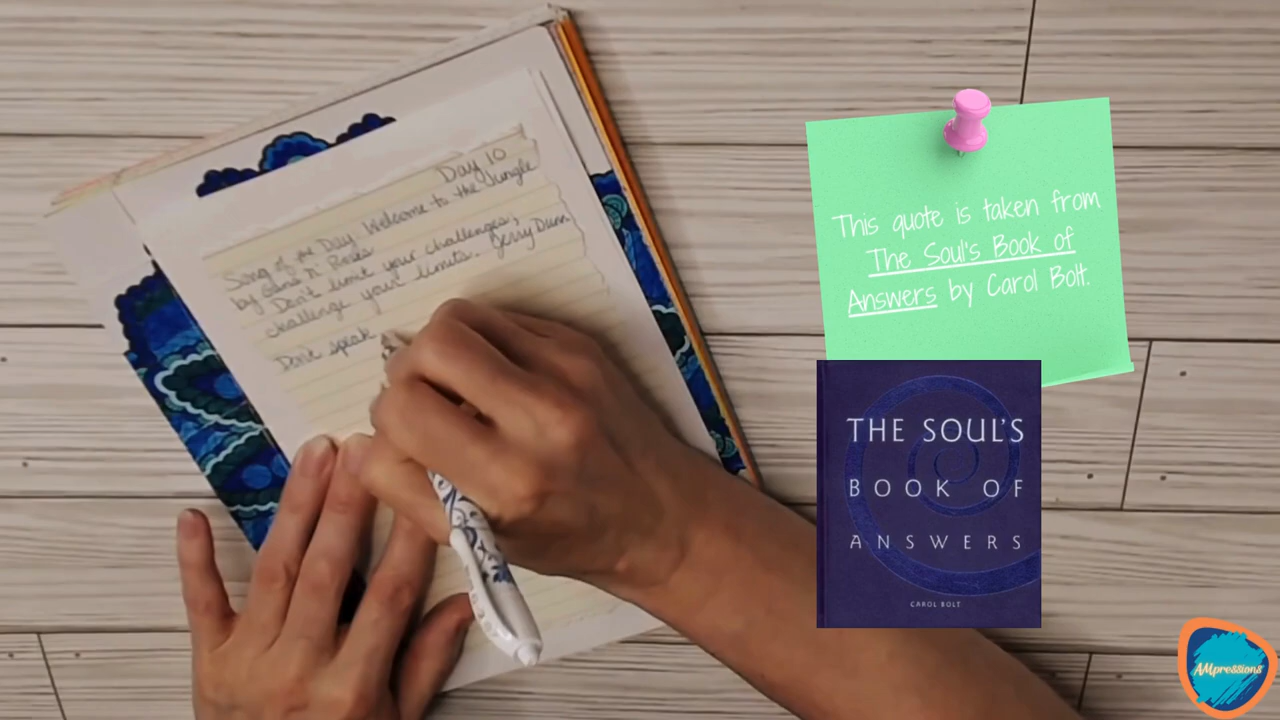 Day 10
Song of the Day Welcome to the Jungle
by Guns N' Roses
Don't limit your challenges,
challenge your limits. Jerry Dunn
Don't speak
This quote is taken from
The Soul's Book of
Answers by Carol Bolt.
THE SOUL'S
BOOK OF
ANSWERS
CAROL BOLT
AMpressions